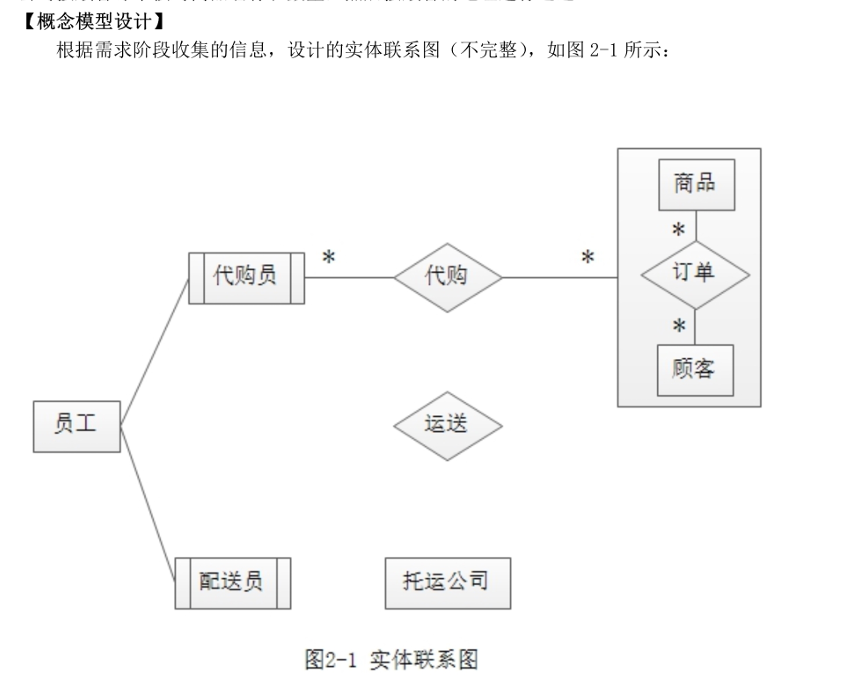 【概念模型设计】
根据需求阶段收集的信息，设计的实体联系图（不完整），如图 2-1 所示：
商品
*
代购员
*
代购
*
订单
*
顾客
员工
运送
配送员
托运公司
图2-1 实体联系图